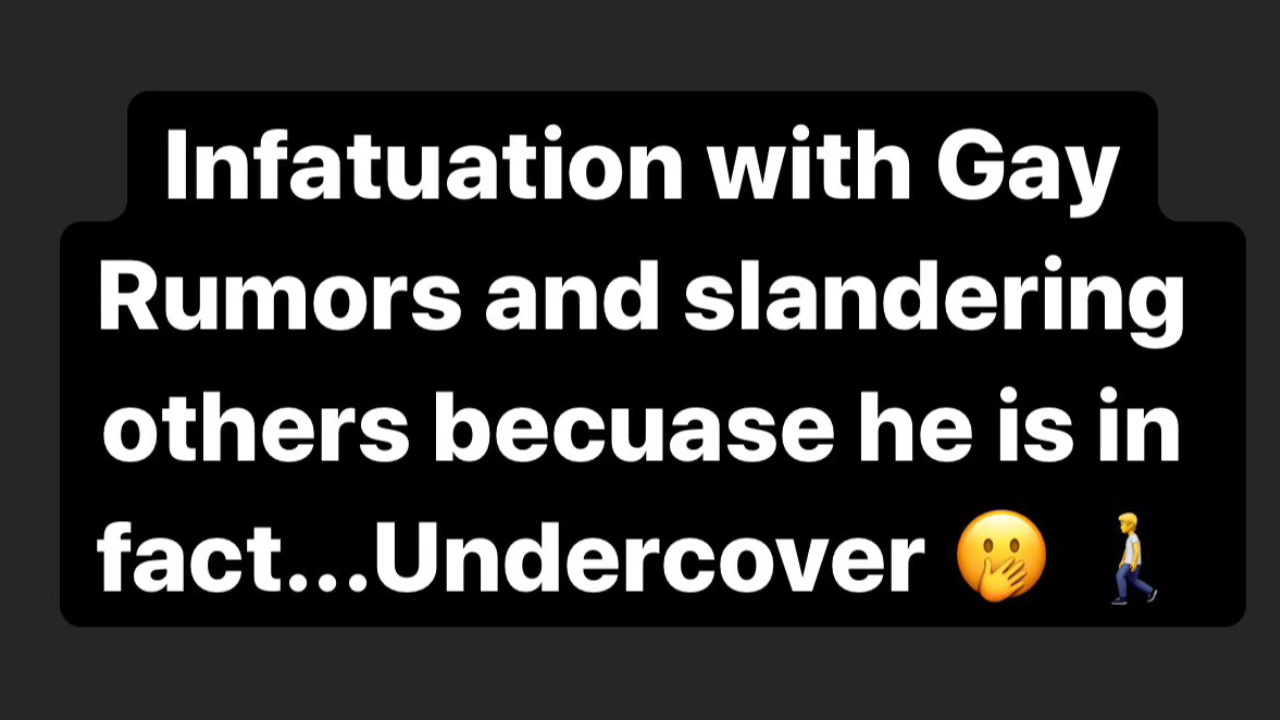 Infatuation with Gay
Rumors and slandering
others becuase he is in
fact...Undercover 🫢 🚶‍♂️